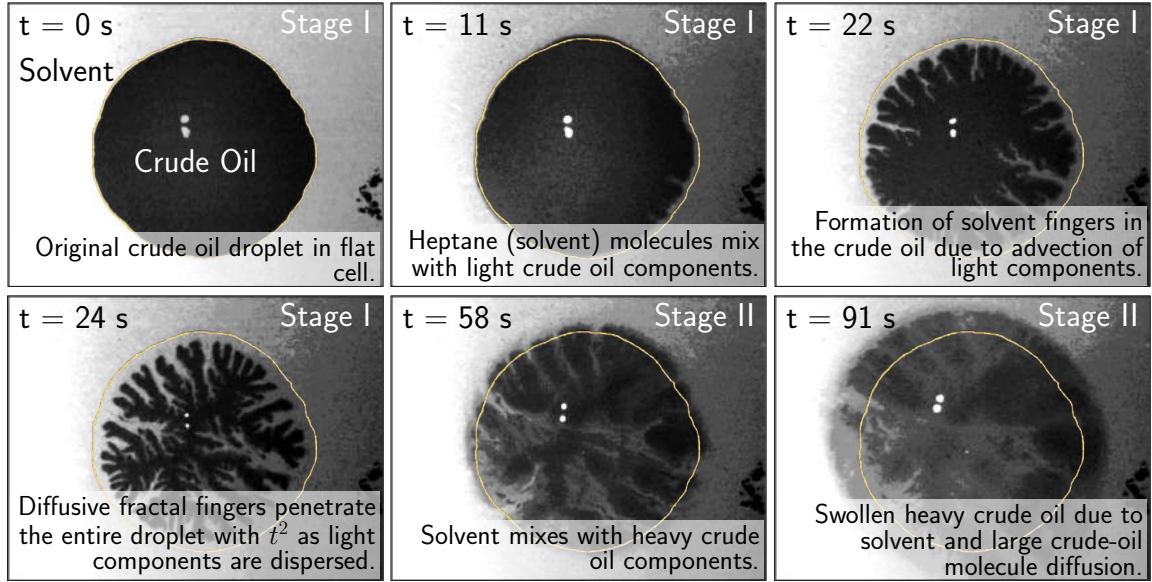 t = 0 s
Stage I
Solvent
Crude Oil
Original crude oil droplet in flat
cell.
t = 11 s
Stage I
Heptane (solvent) molecules mix
with light crude oil components.
t = 22 s
Stage I
Formation of solvent fingers in
the crude oil due to advection of
light components.
t = 24 s
Stage I
Diffusive fractal fingers penetrate
the entire droplet with t² as light
components are dispersed.
t = 58 s
Stage II
Solvent mixes with heavy crude
oil components.
t = 91 s
Stage II
Swollen heavy crude oil due to
solvent and large crude-oil
molecule diffusion.